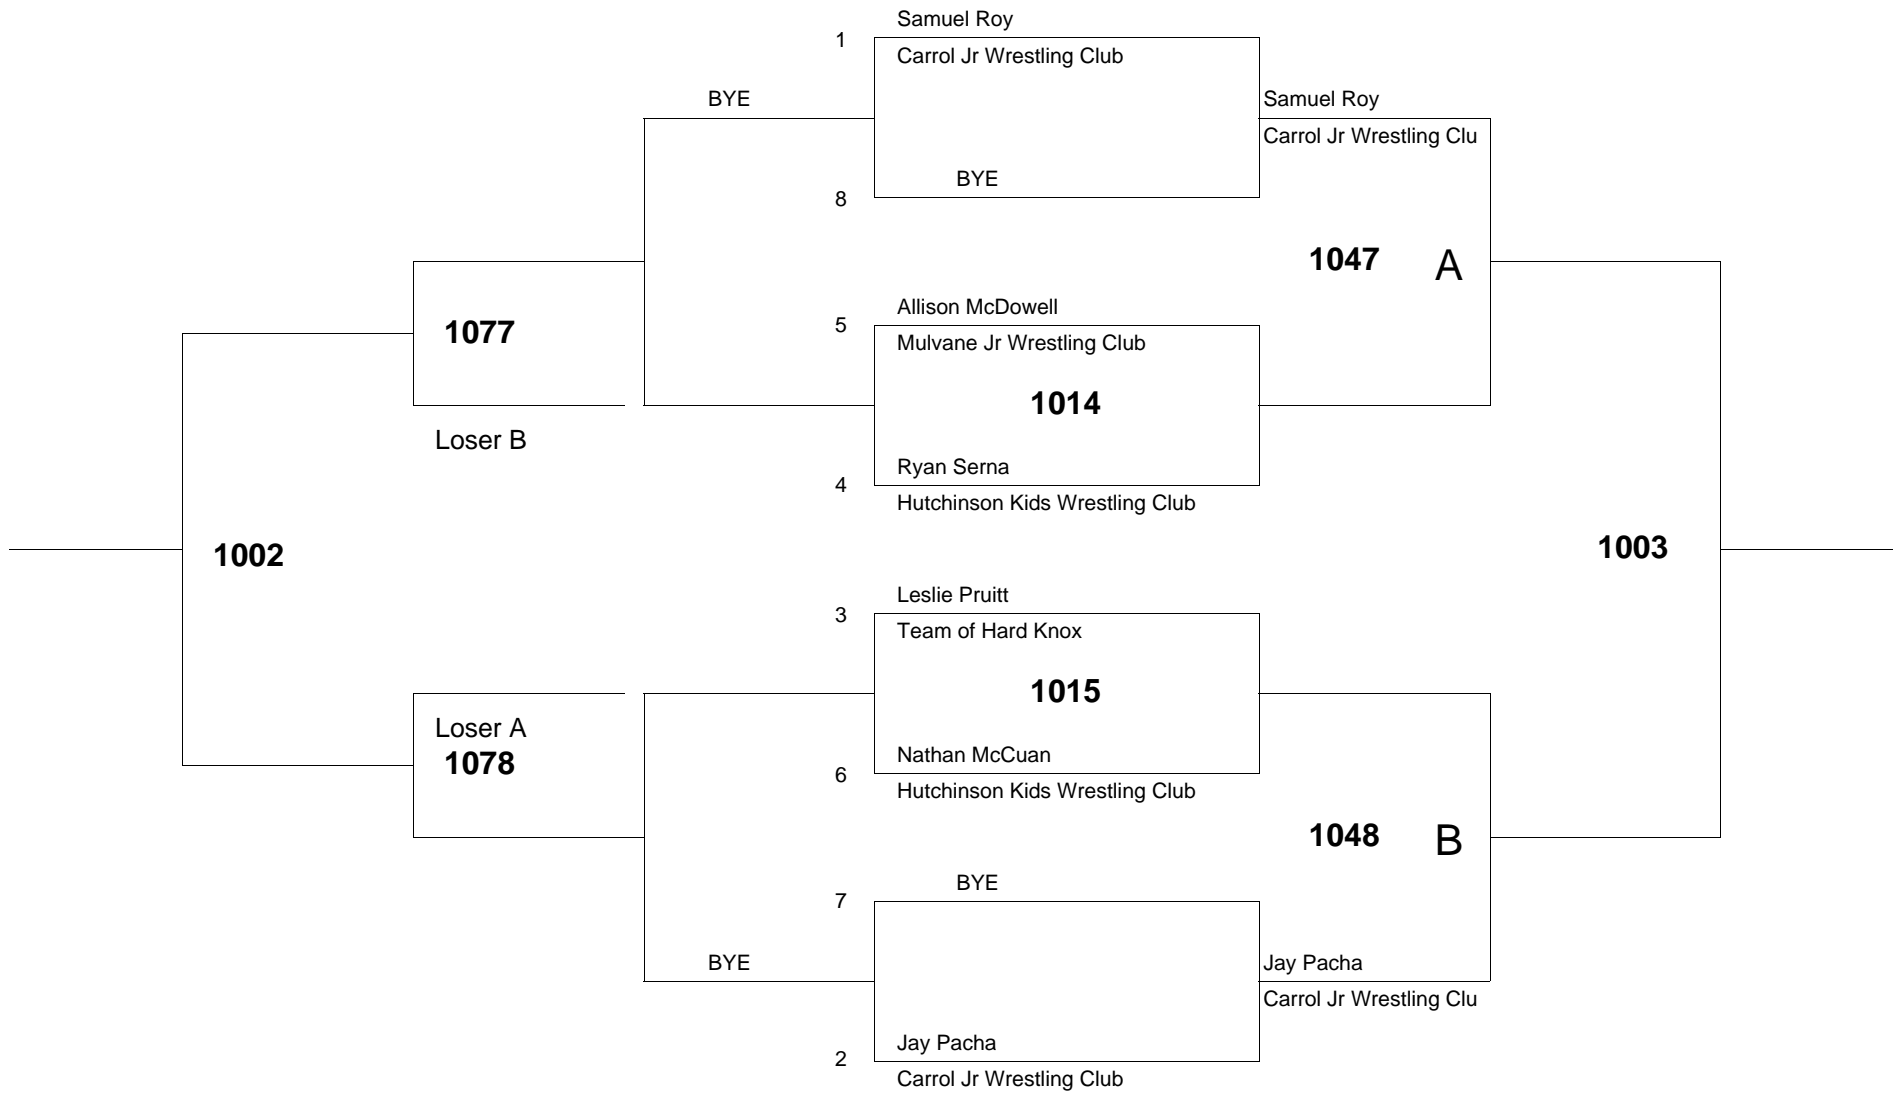 Samuel Roy
1
Carrol Jr Wrestling Club
BYE
Samuel Roy
Carrol Jr Wrestling Clu
BYE
8
1047 A
Allison McDowell
5
1077
Mulvane Jr Wrestling Club
1014
Loser B
Ryan Serna
4
Hutchinson Kids Wrestling Club
1002
1003
Leslie Pruitt
3
Team of Hard Knox
1015
Loser A
1078
Nathan McCuan
6
Hutchinson Kids Wrestling Club
1048 B
BYE
7
BYE
Jay Pacha
Carrol Jr Wrestling Clu
Jay Pacha
2
Carrol Jr Wrestling Club